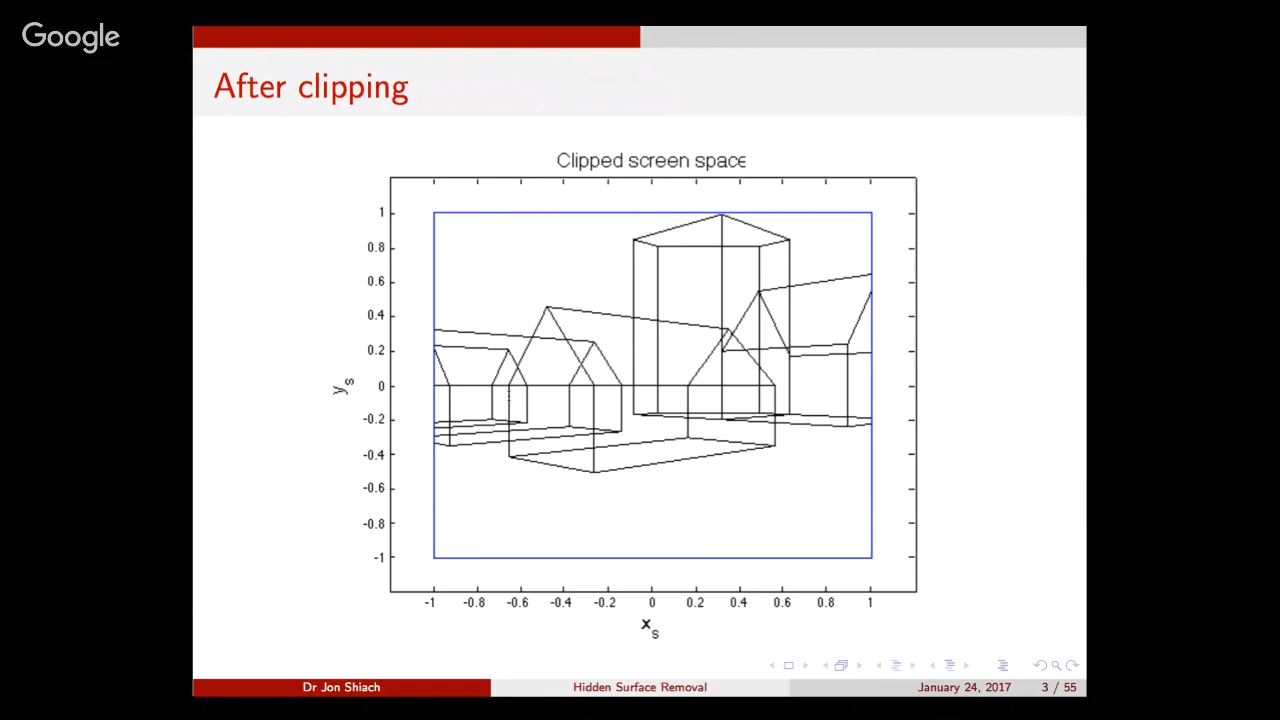 Google
After clipping
Clipped screen space
1
0.8
0.6
0.4
0.2
0
-0.2
-0.4
-0.6
-0.8
-1
y_s
-1 -0.8 -0.6 -0.4 -0.2 0 0.2 0.4 0.6 0.8 1
x_s
Dr Jon Shiach Hidden Surface Removal January 24, 2017 3 / 55